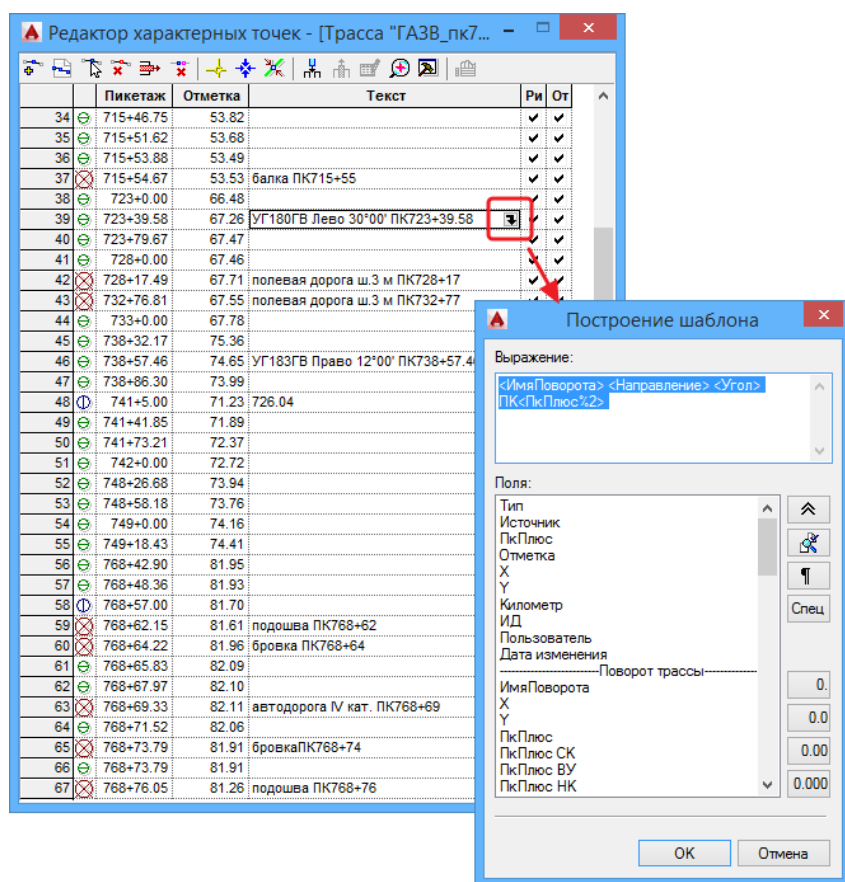 Редактор характерных точек - [Трасса "ГАЗВ_пк7...
Пикетаж Отметка Текст Ри От
34 715+46.75 53.82
35 715+51.62 53.68
36 715+53.88 53.49
37 715+54.67 53.53 балка ПК715+55
38 723+0.00 66.48
39 723+39.58 67.26 УГ180ГВ Лево 30°00' ПК723+39.58
40 723+79.67 67.47
41 728+0.00 67.46
42 728+17.49 67.71 полевая дорога ш.3 м ПК728+17
43 732+76.81 67.55 полевая дорога ш.3 м ПК732+77
44 733+0.00 67.78
45 738+32.17 75.36
46 738+57.46 74.65 УГ183ГВ Право 12°00' ПК738+57.4
47 738+86.30 73.99
48 741+5.00 71.23 726.04
49 741+41.85 71.89
50 741+73.21 72.37
51 742+0.00 72.72
52 748+26.68 73.94
53 748+58.18 73.76
54 749+0.00 74.16
55 749+18.43 74.41
56 768+42.90 81.95
57 768+48.36 81.93
58 768+57.00 81.70
59 768+62.15 81.61 подошва ПК768+62
60 768+64.22 81.96 бровка ПК768+64
61 768+65.83 82.09
62 768+67.97 82.10
63 768+69.33 82.11 автодорога IV кат. ПК768+69
64 768+71.52 82.06
65 768+73.79 81.91 бровкаПК768+74
66 768+73.79 81.91
67 768+76.05 81.26 подошва ПК768+76
Построение шаблона
Выражение:
<ИмяПоворота> <Направление> <Угол>
ПК<ПкПлюс%2>
Поля:
Тип
Источник
ПкПлюс
Отметка
X
Y
Километр
ИД
Пользователь
Дата изменения
--------------------Поворот трассы-----------
ИмяПоворота
X
Y
ПкПлюс
ПкПлюс СК
ПкПлюс ВУ
ПкПлюс НК
¶
Спец
0.
0.0
0.00
0.000
OK Отмена